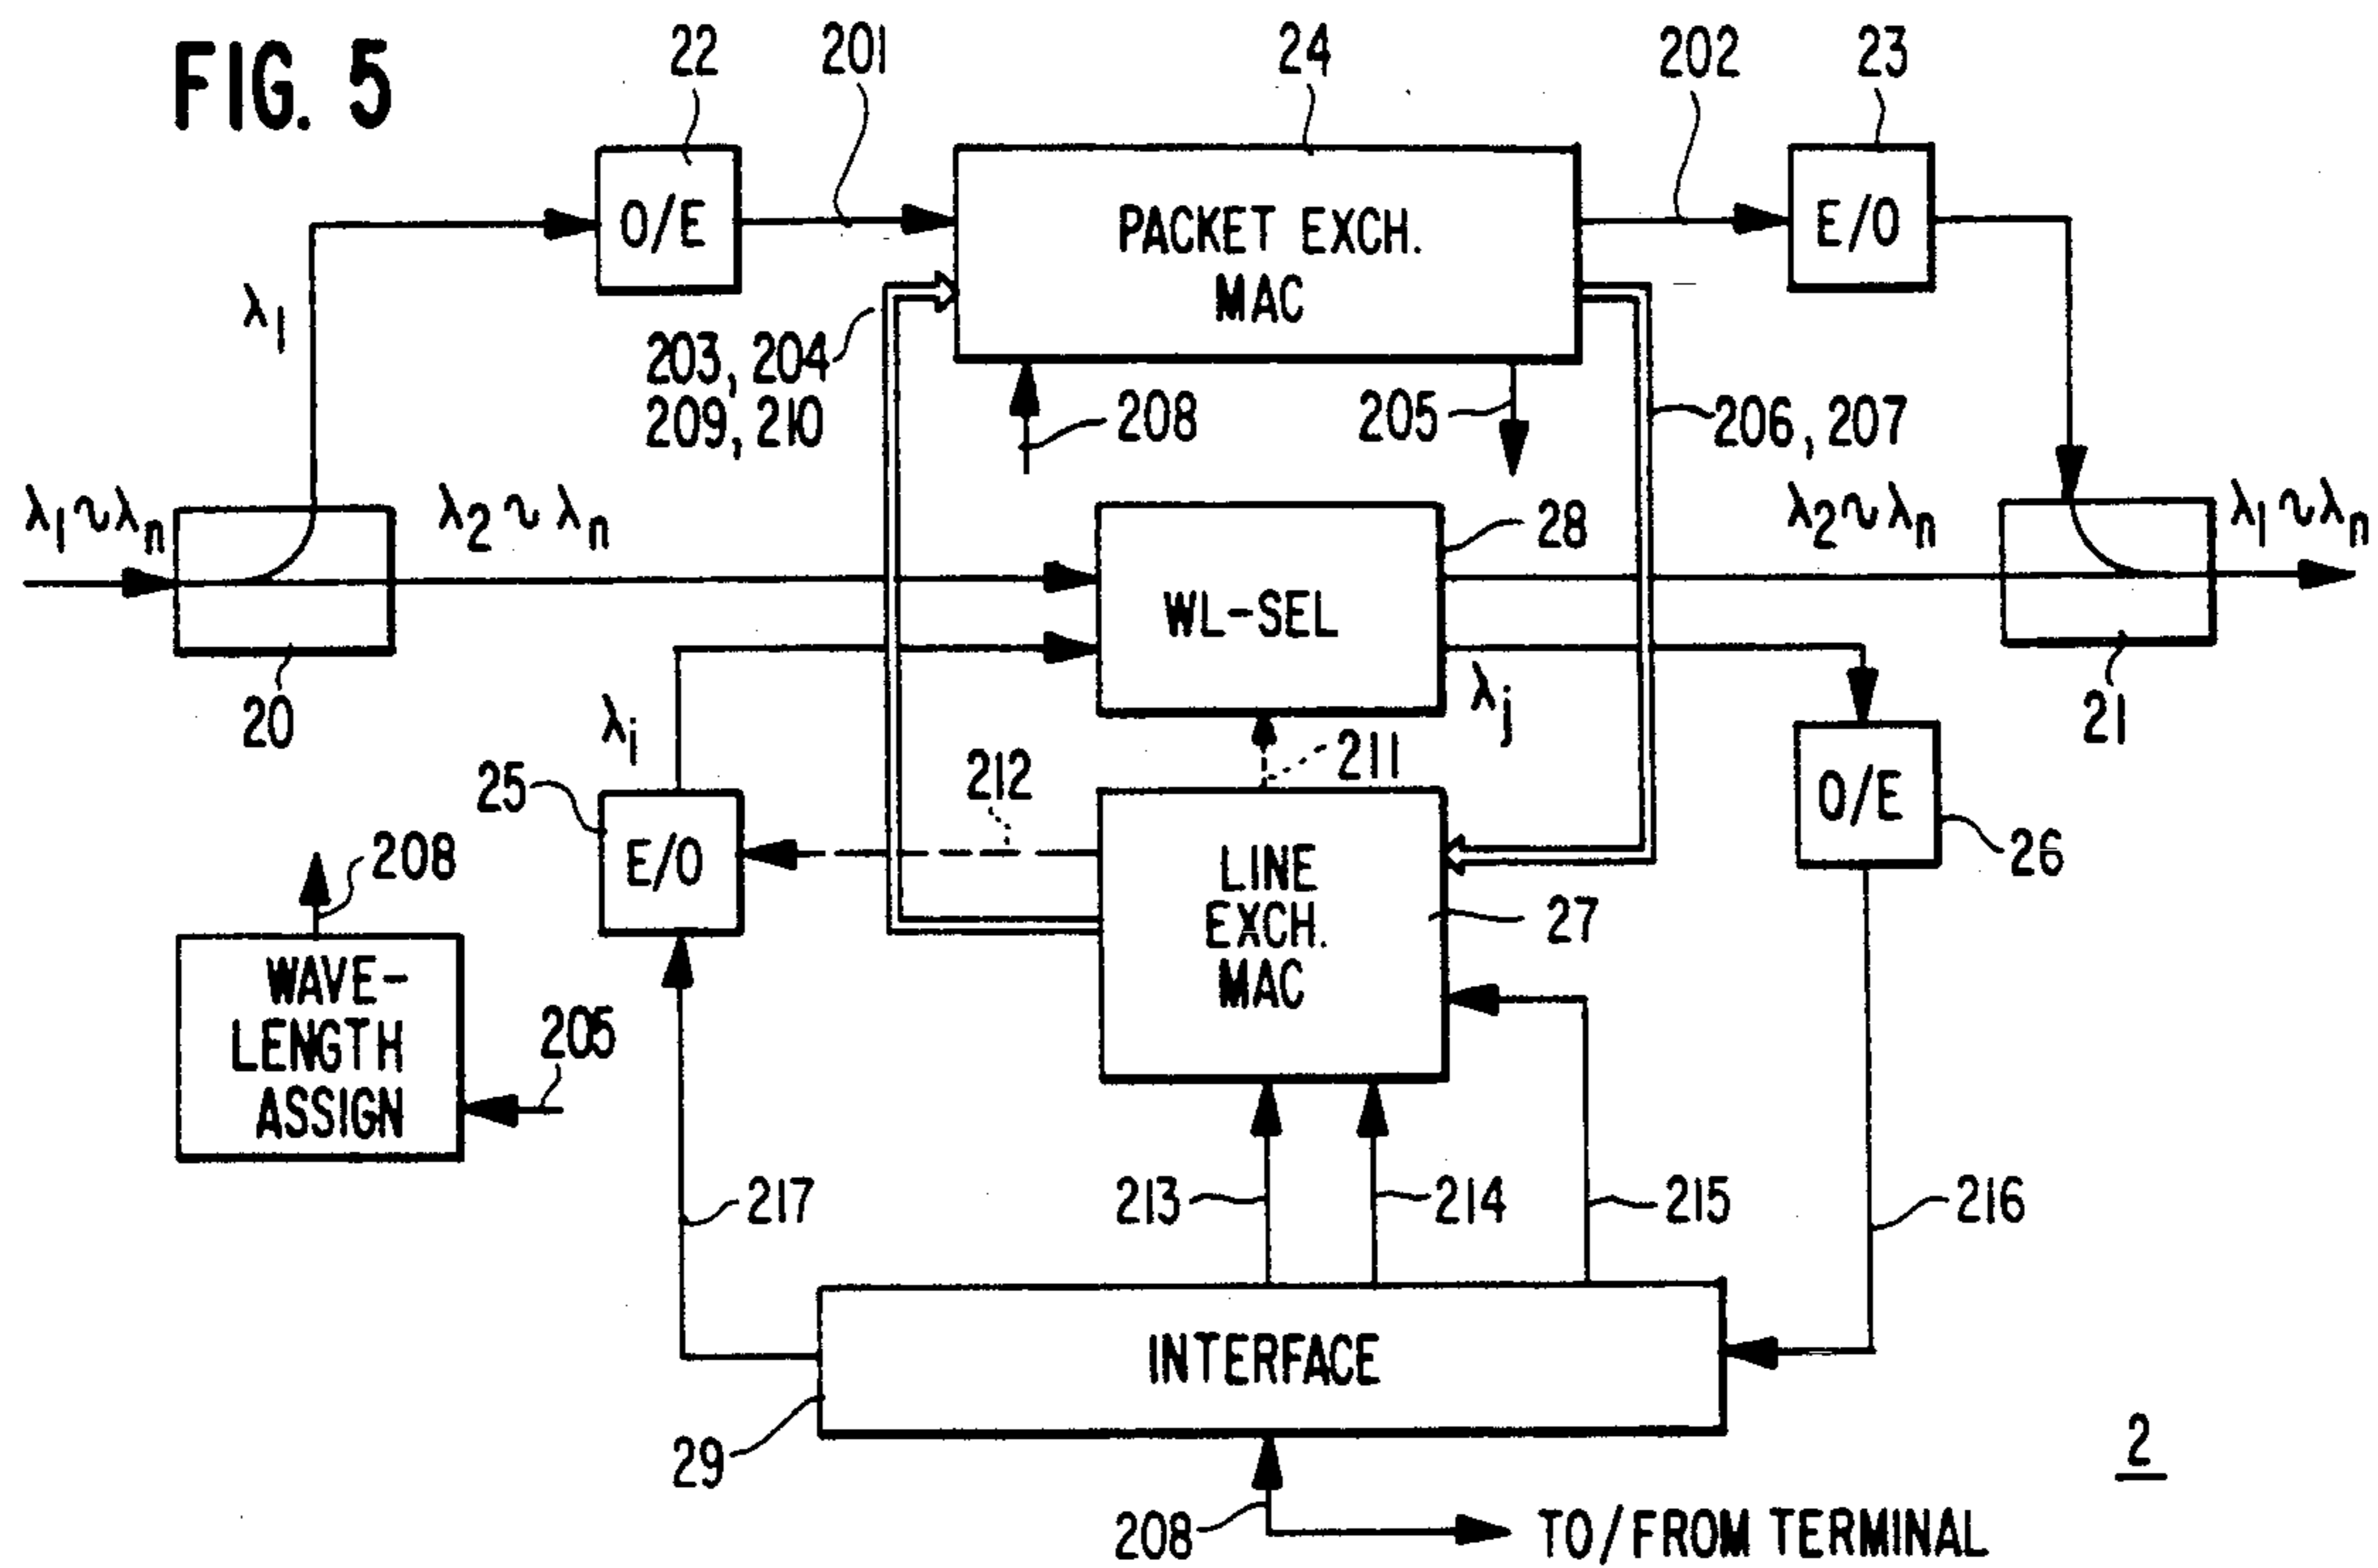 FIG. 5
22
201
24
202
23
O/E
PACKET EXCH.
MAC
E/O
λ1
203, 204
209, 210
208
205
206, 207
λ1 ~ λn
λ2 ~ λn
28
λ2 ~ λn
λ1 ~ λn
WL-SEL
20
21
λi
λj
25
212
211
E/O
O/E
26
208
LINE
EXCH.
MAC
27
WAVE-
LENGTH
ASSIGN
205
217
213
214
215
216
INTERFACE
29
208
TO/FROM TERMINAL
2